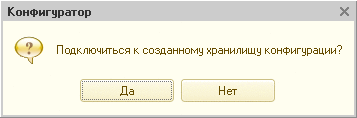 Конфигуратор
Подключиться к созданному хранилищу конфигурации?
Да
Нет